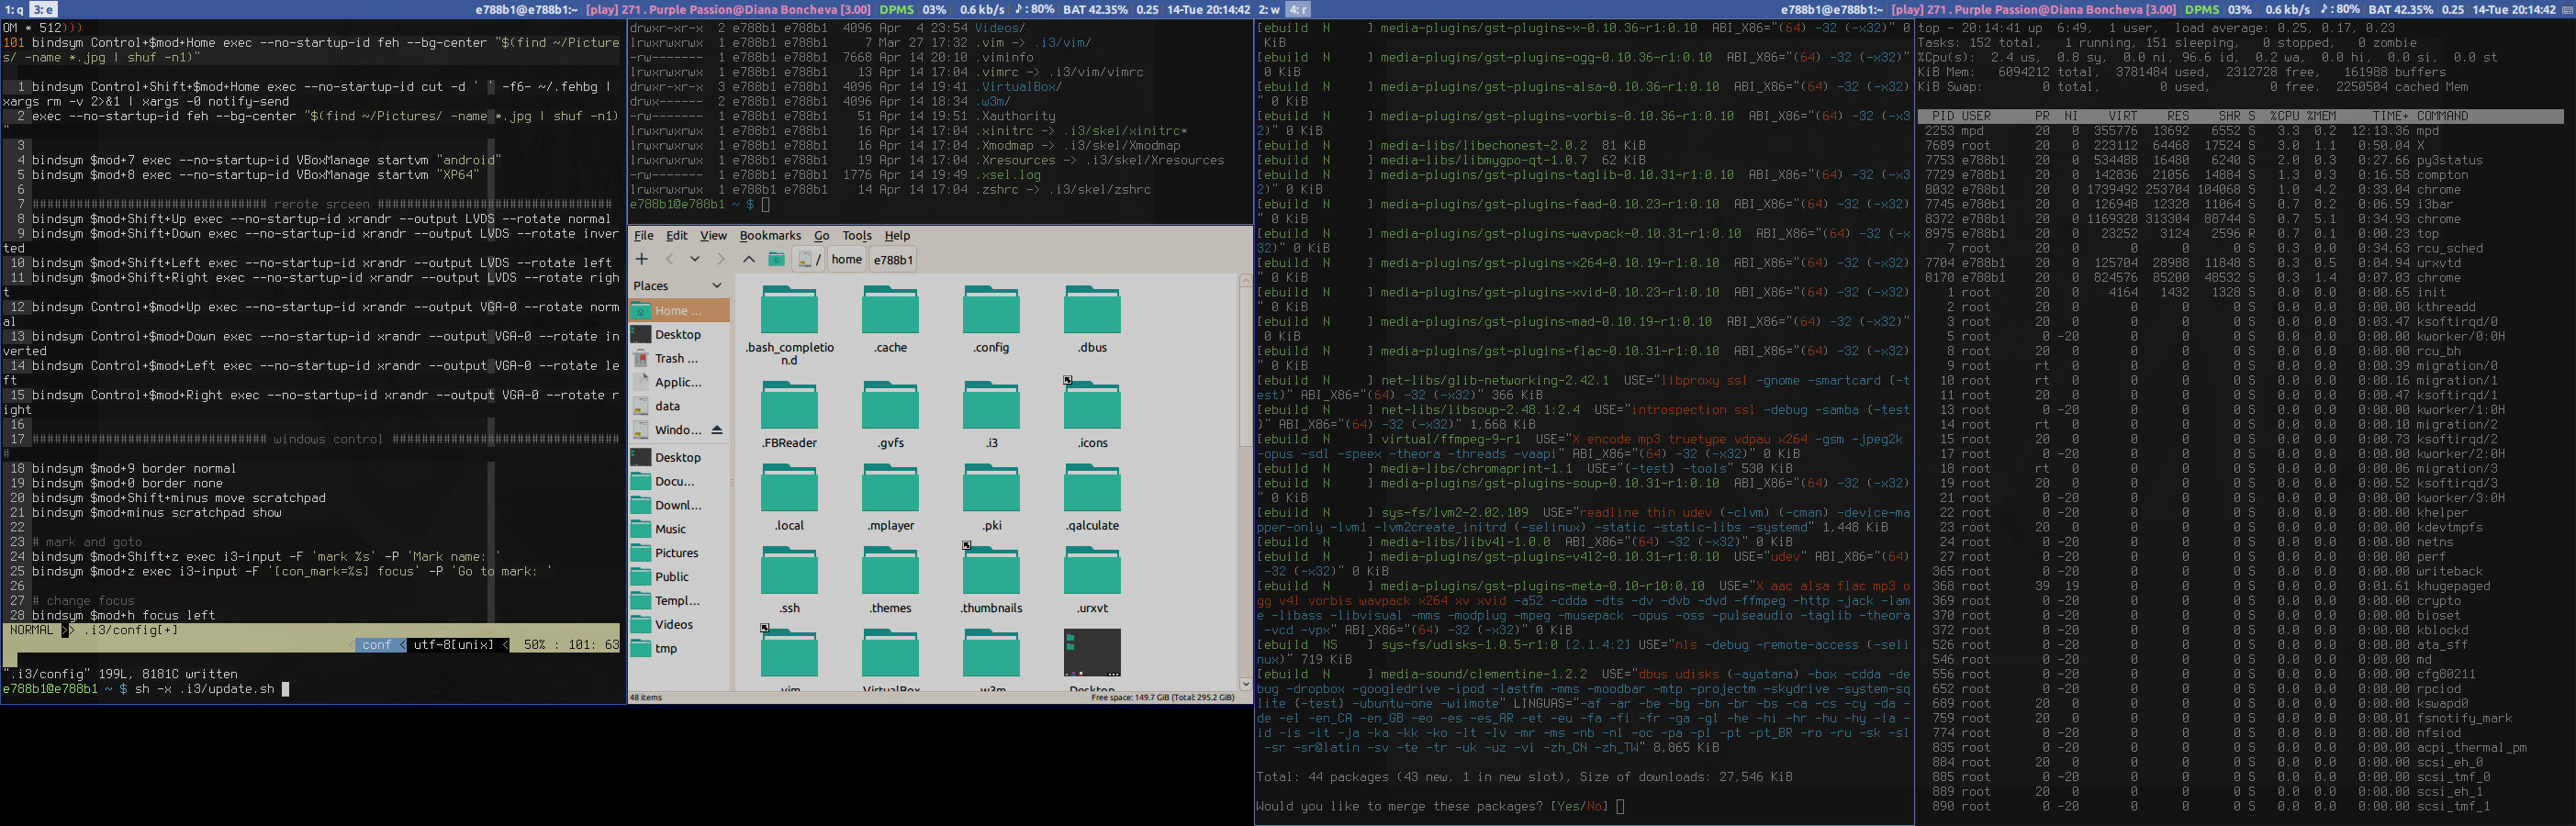 1: q 3: e
e788b1@e788b1:~ [play] 271 . Purple Passion@Diana Boncheva [3.00] DPMS 03% 0.6 kb/s ♪: 80% BAT 42.35% 0.25 14-Tue 20:14:42
OM * 512)))
101 bindsym Control+$mod+Home exec --no-startup-id feh --bg-center "$(find ~/Picture
s/ -name *.jpg | shuf -n1)"
1 bindsym Control+Shift+$mod+Home exec --no-startup-id cut -d ' ' -f6- ~/.fehbg |
xargs rm -v 2>&1 | xargs -0 notify-send
2 exec --no-startup-id feh --bg-center "$(find ~/Pictures/ -name *.jpg | shuf -n1)
"
3
4 bindsym $mod+7 exec --no-startup-id VBoxManage startvm "android"
5 bindsym $mod+8 exec --no-startup-id VBoxManage startvm "XP64"
6
7 ############################# rerote srceen #############################
8 bindsym $mod+Shift+Up exec --no-startup-id xrandr --output LVDS --rotate normal
9 bindsym $mod+Shift+Down exec --no-startup-id xrandr --output LVDS --rotate inver
ted
10 bindsym $mod+Shift+Left exec --no-startup-id xrandr --output LVDS --rotate left
11 bindsym $mod+Shift+Right exec --no-startup-id xrandr --output LVDS --rotate righ
t
12 bindsym Control+$mod+Up exec --no-startup-id xrandr --output VGA-0 --rotate norm
al
13 bindsym Control+$mod+Down exec --no-startup-id xrandr --output VGA-0 --rotate in
verted
14 bindsym Control+$mod+Left exec --no-startup-id xrandr --output VGA-0 --rotate le
ft
15 bindsym Control+$mod+Right exec --no-startup-id xrandr --output VGA-0 --rotate r
ight
16
17 ############################# windows control ############################
#
18 bindsym $mod+9 border normal
19 bindsym $mod+0 border none
20 bindsym $mod+Shift+minus move scratchpad
21 bindsym $mod+minus scratchpad show
22
23 # mark and goto
24 bindsym $mod+Shift+z exec i3-input -F 'mark %s' -P 'Mark name: '
25 bindsym $mod+z exec i3-input -F '[con_mark=%s] focus' -P 'Go to mark: '
26
27 # change focus
28 bindsym $mod+h focus left
NORMAL >> .i3/config[+]
< conf < utf-8[unix] < 50% : 101: 63
".i3/config" 199L, 8181C written
e788b1@e788b1 ~ $ sh -x .i3/update.sh
drwxr-xr-x 2 e788b1 e788b1 4096 Apr 4 23:54 Videos/
lrwxrwxrwx 1 e788b1 e788b1 7 Mar 27 17:32 .vim -> .i3/vim/
-rw------- 1 e788b1 e788b1 7668 Apr 14 20:10 .viminfo
lrwxrwxrwx 1 e788b1 e788b1 13 Apr 14 17:04 .vimrc -> .i3/vim/vimrc
drwxr-xr-x 3 e788b1 e788b1 4096 Apr 14 19:41 .VirtualBox/
drwx------ 2 e788b1 e788b1 4096 Apr 14 18:34 .w3m/
-rw------- 1 e788b1 e788b1 51 Apr 14 19:51 .Xauthority
lrwxrwxrwx 1 e788b1 e788b1 16 Apr 14 17:04 .xinitrc -> .i3/skel/xinitrc*
lrwxrwxrwx 1 e788b1 e788b1 16 Apr 14 17:04 .Xmodmap -> .i3/skel/Xmodmap
lrwxrwxrwx 1 e788b1 e788b1 19 Apr 14 17:04 .Xresources -> .i3/skel/Xresources
-rw------- 1 e788b1 e788b1 1776 Apr 14 19:49 .xsel.log
lrwxrwxrwx 1 e788b1 e788b1 14 Apr 14 17:04 .zshrc -> .i3/skel/zshrc
e788b1@e788b1 ~ $
File Edit View Bookmarks Go Tools Help
/ home e788b1
Places
Home ...
Desktop
Trash ...
Applic...
data
Windo...
Desktop
Docu...
Downl...
Music
Pictures
Public
Templ...
Videos
tmp
.bash_completio
n.d
.cache .config .dbus
.FBReader .gvfs .i3 .icons
.local .mplayer .pki .qalculate
.ssh .themes .thumbnails .urxvt
.vim .VirtualBox .w3m Desktop
48 items
Free space: 149.7 GiB (Total: 295.2 GiB)
2: w 4: r
e788b1@e788b1:~ [play] 271 . Purple Passion@Diana Boncheva [3.00] DPMS 03% 0.6 kb/s ♪: 80% BAT 42.35% 0.25 14-Tue 20:14:42
[ebuild N ] media-plugins/gst-plugins-x-0.10.36-r1:0.10 ABI_X86="(64) -32 (-x32)" 0
KiB
[ebuild N ] media-plugins/gst-plugins-ogg-0.10.36-r1:0.10 ABI_X86="(64) -32 (-x32)"
0 KiB
[ebuild N ] media-plugins/gst-plugins-alsa-0.10.36-r1:0.10 ABI_X86="(64) -32 (-x32)
" 0 KiB
[ebuild N ] media-plugins/gst-plugins-vorbis-0.10.36-r1:0.10 ABI_X86="(64) -32 (-x3
2)" 0 KiB
[ebuild N ] media-libs/libechonest-2.0.2 81 KiB
[ebuild N ] media-libs/libmygpo-qt-1.0.7 62 KiB
[ebuild N ] media-plugins/gst-plugins-taglib-0.10.31-r1:0.10 ABI_X86="(64) -32 (-x3
2)" 0 KiB
[ebuild N ] media-plugins/gst-plugins-faad-0.10.23-r1:0.10 ABI_X86="(64) -32 (-x32)
" 0 KiB
[ebuild N ] media-plugins/gst-plugins-wavpack-0.10.31-r1:0.10 ABI_X86="(64) -32 (-x
32)" 0 KiB
[ebuild N ] media-plugins/gst-plugins-x264-0.10.19-r1:0.10 ABI_X86="(64) -32 (-x32)
" 0 KiB
[ebuild N ] media-plugins/gst-plugins-xvid-0.10.23-r1:0.10 ABI_X86="(64) -32 (-x32)
" 0 KiB
[ebuild N ] media-plugins/gst-plugins-mad-0.10.19-r1:0.10 ABI_X86="(64) -32 (-x32)"
0 KiB
[ebuild N ] media-plugins/gst-plugins-flac-0.10.31-r1:0.10 ABI_X86="(64) -32 (-x32)
" 0 KiB
[ebuild N ] net-libs/glib-networking-2.42.1 USE="libproxy ssl -gnome -smartcard {-t
est}" ABI_X86="(64) -32 (-x32)" 366 KiB
[ebuild N ] net-libs/libsoup-2.48.1:2.4 USE="introspection ssl -debug -samba {-test
}" ABI_X86="(64) -32 (-x32)" 1,668 KiB
[ebuild N ] virtual/ffmpeg-9-r1 USE="X encode mp3 truetype vdpau x264 -gsm -jpeg2k
-opus -sdl -speex -theora -threads -vaapi" ABI_X86="(64) -32 (-x32)" 0 KiB
[ebuild N ] media-libs/chromaprint-1.1 USE="{-test} -tools" 530 KiB
[ebuild N ] media-plugins/gst-plugins-soup-0.10.31-r1:0.10 ABI_X86="(64) -32 (-x32)
" 0 KiB
[ebuild N ] sys-fs/lvm2-2.02.109 USE="readline thin udev (-clvm) (-cman) -device-ma
pper-only -lvm1 -lvm2create_initrd (-selinux) -static -static-libs -systemd" 1,448 KiB
[ebuild N ] media-libs/libv4l-1.0.0 ABI_X86="(64) -32 (-x32)" 0 KiB
[ebuild N ] media-plugins/gst-plugins-v4l2-0.10.31-r1:0.10 USE="udev" ABI_X86="(64)
-32 (-x32)" 0 KiB
[ebuild N ] media-plugins/gst-plugins-meta-0.10-r10:0.10 USE="X aac alsa flac mp3 o
gg v4l vorbis wavpack x264 xv xvid -a52 -cdda -dts -dv -dvb -dvd -ffmpeg -http -jack -lam
e -libass -libvisual -mms -modplug -mpeg -musepack -opus -oss -pulseaudio -taglib -theora
-vcd -vpx" ABI_X86="(64) -32 (-x32)" 0 KiB
[ebuild NS ] sys-fs/udisks-1.0.5-r1:0 [2.1.4:2] USE="nls -debug -remote-access (-seli
nux)" 719 KiB
[ebuild N ] media-sound/clementine-1.2.2 USE="dbus udisks (-ayatana) -box -cdda -de
bug -dropbox -googledrive -ipod -lastfm -mms -moodbar -mtp -projectm -skydrive -system-sq
lite {-test} -ubuntu-one -wiimote" LINGUAS="-af -ar -be -bg -bn -br -bs -ca -cs -cy -da -
de -el -en_CA -en_GB -eo -es -es_AR -et -eu -fa -fi -fr -ga -gl -he -hi -hr -hu -hy -ia -
id -is -it -ja -ka -kk -ko -lt -lv -mr -ms -nb -nl -oc -pa -pl -pt -pt_BR -ro -ru -sk -sl
-sr -sr@latin -sv -te -tr -uk -uz -vi -zh_CN -zh_TW" 8,865 KiB
Total: 44 packages (43 new, 1 in new slot), Size of downloads: 27,546 KiB
Would you like to merge these packages? [Yes/No]
top - 20:14:41 up 6:49, 1 user, load average: 0.25, 0.17, 0.23
Tasks: 152 total, 1 running, 151 sleeping, 0 stopped, 0 zombie
%Cpu(s): 2.4 us, 0.8 sy, 0.0 ni, 96.6 id, 0.2 wa, 0.0 hi, 0.0 si, 0.0 st
KiB Mem: 6094212 total, 3781484 used, 2312728 free, 161988 buffers
KiB Swap: 0 total, 0 used, 0 free. 2250504 cached Mem
PID USER PR NI VIRT RES SHR S %CPU %MEM TIME+ COMMAND
2253 mpd 20 0 355776 13692 6552 S 3.3 0.2 12:13.36 mpd
7689 root 20 0 223112 64468 17524 S 3.0 1.1 0:50.04 X
7753 e788b1 20 0 534488 16480 6240 S 2.0 0.3 0:27.66 py3status
7729 e788b1 20 0 142836 21056 14884 S 1.3 0.3 0:16.58 compton
8032 e788b1 20 0 1739492 253704 104068 S 1.0 4.2 0:33.04 chrome
7745 e788b1 20 0 126948 12328 11064 S 0.7 0.2 0:06.59 i3bar
8372 e788b1 20 0 1169320 313304 88744 S 0.7 5.1 0:34.93 chrome
8975 e788b1 20 0 23252 3124 2596 R 0.7 0.1 0:00.23 top
7 root 20 0 0 0 0 S 0.3 0.0 0:34.63 rcu_sched
7704 e788b1 20 0 125704 28988 11848 S 0.3 0.5 0:04.94 urxvtd
8170 e788b1 20 0 824576 85200 48532 S 0.3 1.4 0:07.03 chrome
1 root 20 0 4164 1432 1328 S 0.0 0.0 0:00.65 init
2 root 20 0 0 0 0 S 0.0 0.0 0:00.00 kthreadd
3 root 20 0 0 0 0 S 0.0 0.0 0:03.47 ksoftirqd/0
5 root 0 -20 0 0 0 S 0.0 0.0 0:00.00 kworker/0:0H
8 root 20 0 0 0 0 S 0.0 0.0 0:00.00 rcu_bh
9 root rt 0 0 0 0 S 0.0 0.0 0:00.39 migration/0
10 root rt 0 0 0 0 S 0.0 0.0 0:00.16 migration/1
11 root 20 0 0 0 0 S 0.0 0.0 0:00.47 ksoftirqd/1
13 root 0 -20 0 0 0 S 0.0 0.0 0:00.00 kworker/1:0H
14 root rt 0 0 0 0 S 0.0 0.0 0:00.10 migration/2
15 root 20 0 0 0 0 S 0.0 0.0 0:00.73 ksoftirqd/2
17 root 0 -20 0 0 0 S 0.0 0.0 0:00.00 kworker/2:0H
18 root rt 0 0 0 0 S 0.0 0.0 0:00.06 migration/3
19 root 20 0 0 0 0 S 0.0 0.0 0:00.52 ksoftirqd/3
21 root 0 -20 0 0 0 S 0.0 0.0 0:00.00 kworker/3:0H
22 root 0 -20 0 0 0 S 0.0 0.0 0:00.00 khelper
23 root 20 0 0 0 0 S 0.0 0.0 0:00.00 kdevtmpfs
24 root 0 -20 0 0 0 S 0.0 0.0 0:00.00 netns
27 root 0 -20 0 0 0 S 0.0 0.0 0:00.00 perf
365 root 0 -20 0 0 0 S 0.0 0.0 0:00.00 writeback
368 root 39 19 0 0 0 S 0.0 0.0 0:01.61 khugepaged
369 root 0 -20 0 0 0 S 0.0 0.0 0:00.00 crypto
370 root 0 -20 0 0 0 S 0.0 0.0 0:00.00 bioset
372 root 0 -20 0 0 0 S 0.0 0.0 0:00.00 kblockd
526 root 0 -20 0 0 0 S 0.0 0.0 0:00.00 ata_sff
546 root 0 -20 0 0 0 S 0.0 0.0 0:00.00 md
556 root 0 -20 0 0 0 S 0.0 0.0 0:00.00 cfg80211
652 root 0 -20 0 0 0 S 0.0 0.0 0:00.00 rpciod
689 root 20 0 0 0 0 S 0.0 0.0 0:00.00 kswapd0
759 root 20 0 0 0 0 S 0.0 0.0 0:00.01 fsnotify_mark
774 root 0 -20 0 0 0 S 0.0 0.0 0:00.00 nfsiod
835 root 0 -20 0 0 0 S 0.0 0.0 0:00.00 acpi_thermal_pm
884 root 20 0 0 0 0 S 0.0 0.0 0:00.00 scsi_eh_0
885 root 0 -20 0 0 0 S 0.0 0.0 0:00.00 scsi_tmf_0
889 root 20 0 0 0 0 S 0.0 0.0 0:00.00 scsi_eh_1
890 root 0 -20 0 0 0 S 0.0 0.0 0:00.00 scsi_tmf_1